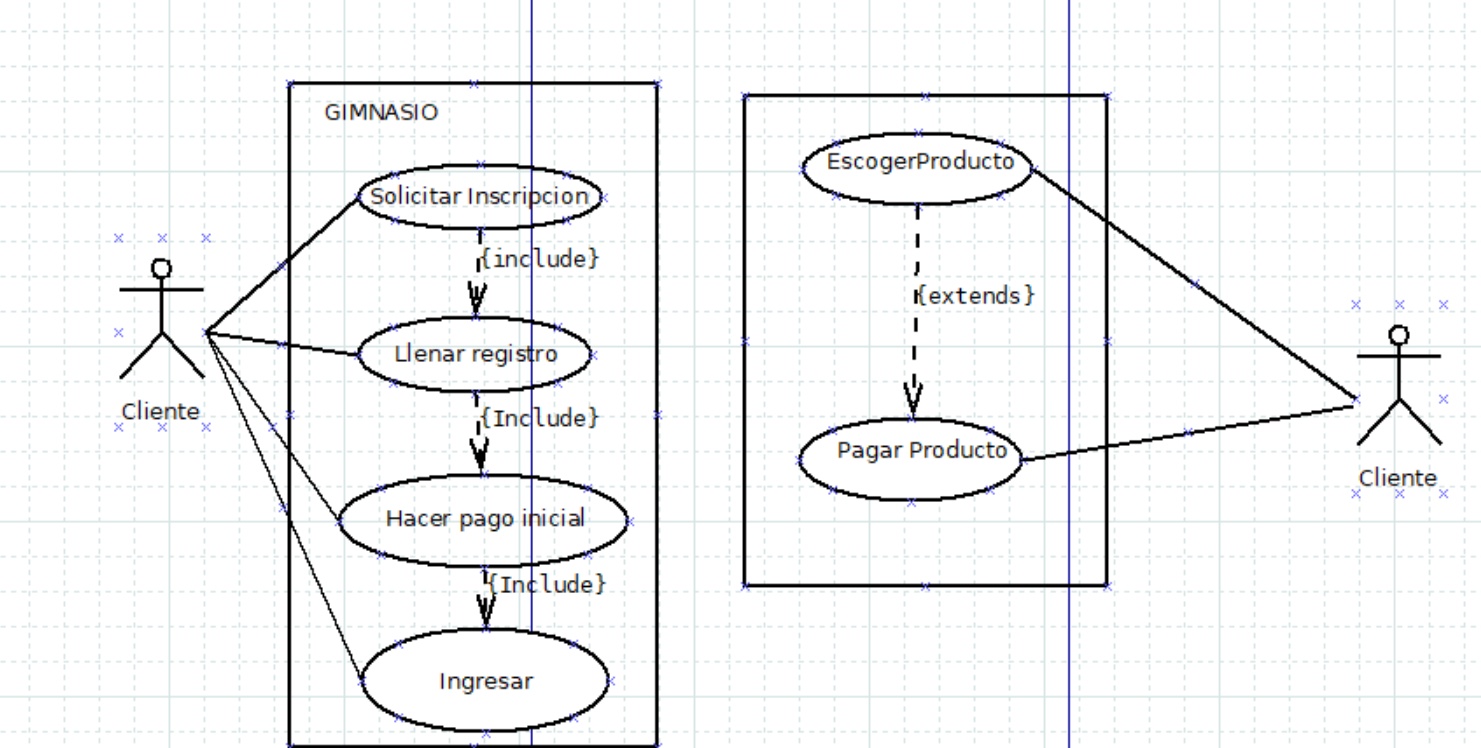 GIMNASIO
Solicitar Inscripcion
{include}
Llenar registro
{Include}
Hacer pago inicial
{Include}
Ingresar
Cliente
EscogerProducto
{extends}
Pagar Producto
Cliente